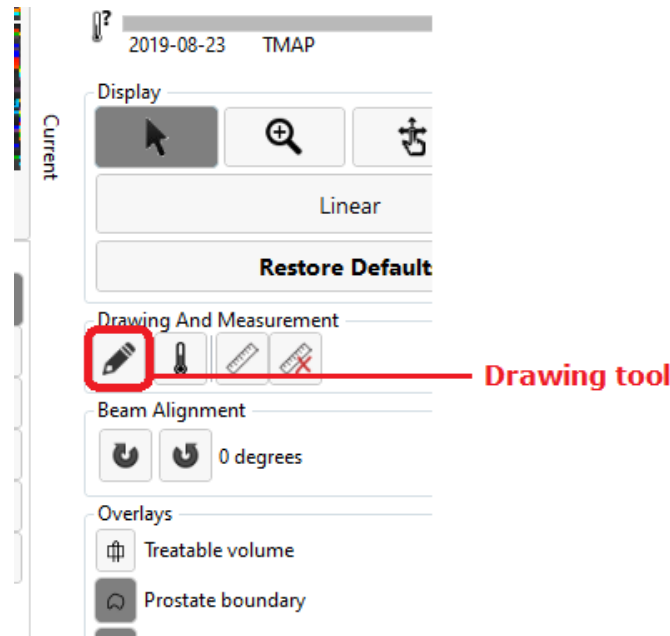 ?
2019-08-23 TMAP
Current
Display
Linear
Restore Default
Drawing And Measurement
Drawing tool
Beam Alignment
0 degrees
Overlays
Treatable volume
Prostate boundary